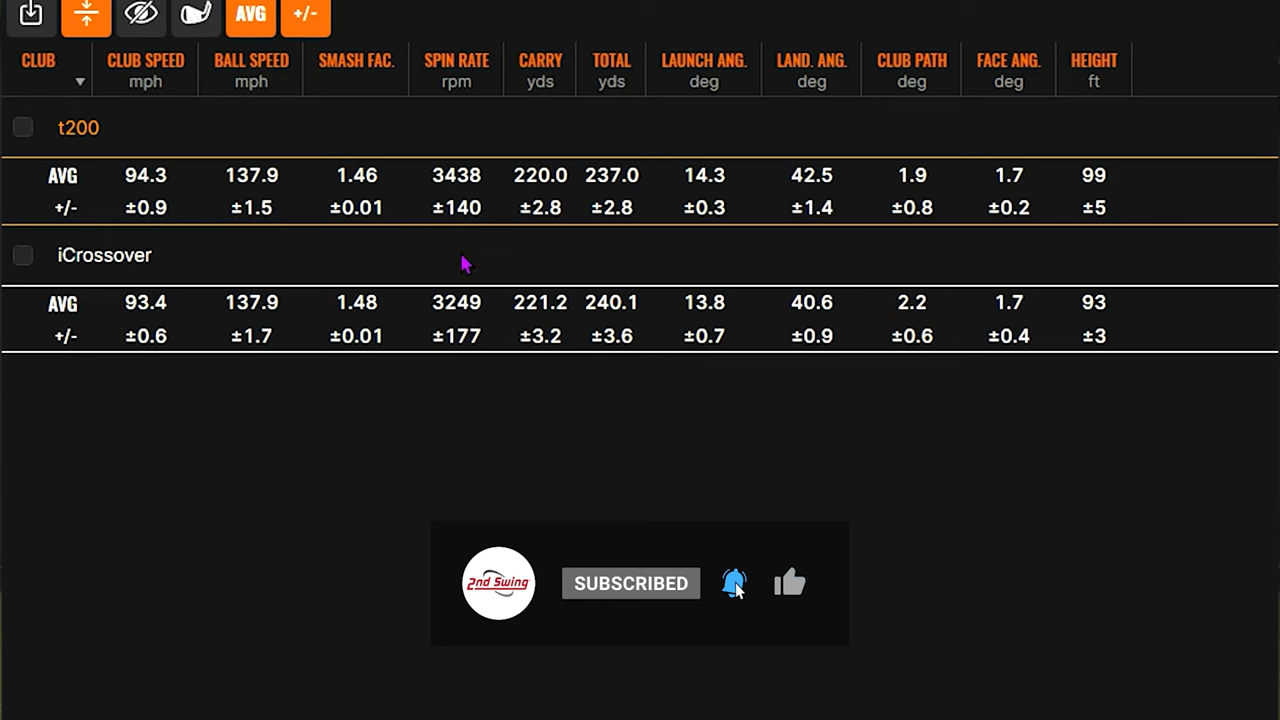 AVG +/-
CLUB CLUB SPEED BALL SPEED SMASH FAC. SPIN RATE CARRY TOTAL LAUNCH ANG. LAND. ANG. CLUB PATH FACE ANG. HEIGHT
mph mph rpm yds yds deg deg deg deg ft
t200
AVG 94.3 137.9 1.46 3438 220.0 237.0 14.3 42.5 1.9 1.7 99
+/- ±0.9 ±1.5 ±0.01 ±140 ±2.8 ±2.8 ±0.3 ±1.4 ±0.8 ±0.2 ±5
iCrossover
AVG 93.4 137.9 1.48 3249 221.2 240.1 13.8 40.6 2.2 1.7 93
+/- ±0.6 ±1.7 ±0.01 ±177 ±3.2 ±3.6 ±0.7 ±0.9 ±0.6 ±0.4 ±3
2nd Swing SUBSCRIBED